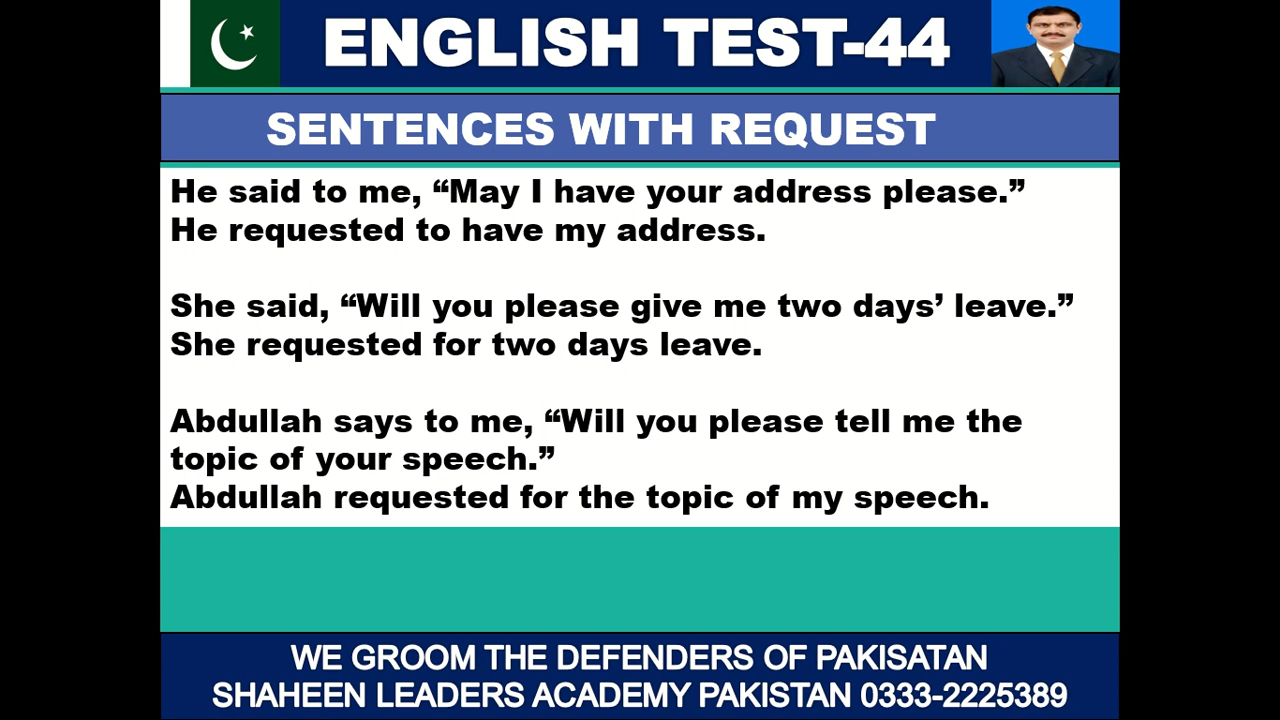 ENGLISH TEST-44
SENTENCES WITH REQUEST
He said to me, “May I have your address please.”
He requested to have my address.
She said, “Will you please give me two days’ leave.”
She requested for two days leave.
Abdullah says to me, “Will you please tell me the
topic of your speech.”
Abdullah requested for the topic of my speech.
WE GROOM THE DEFENDERS OF PAKISATAN
SHAHEEN LEADERS ACADEMY PAKISTAN 0333-2225389